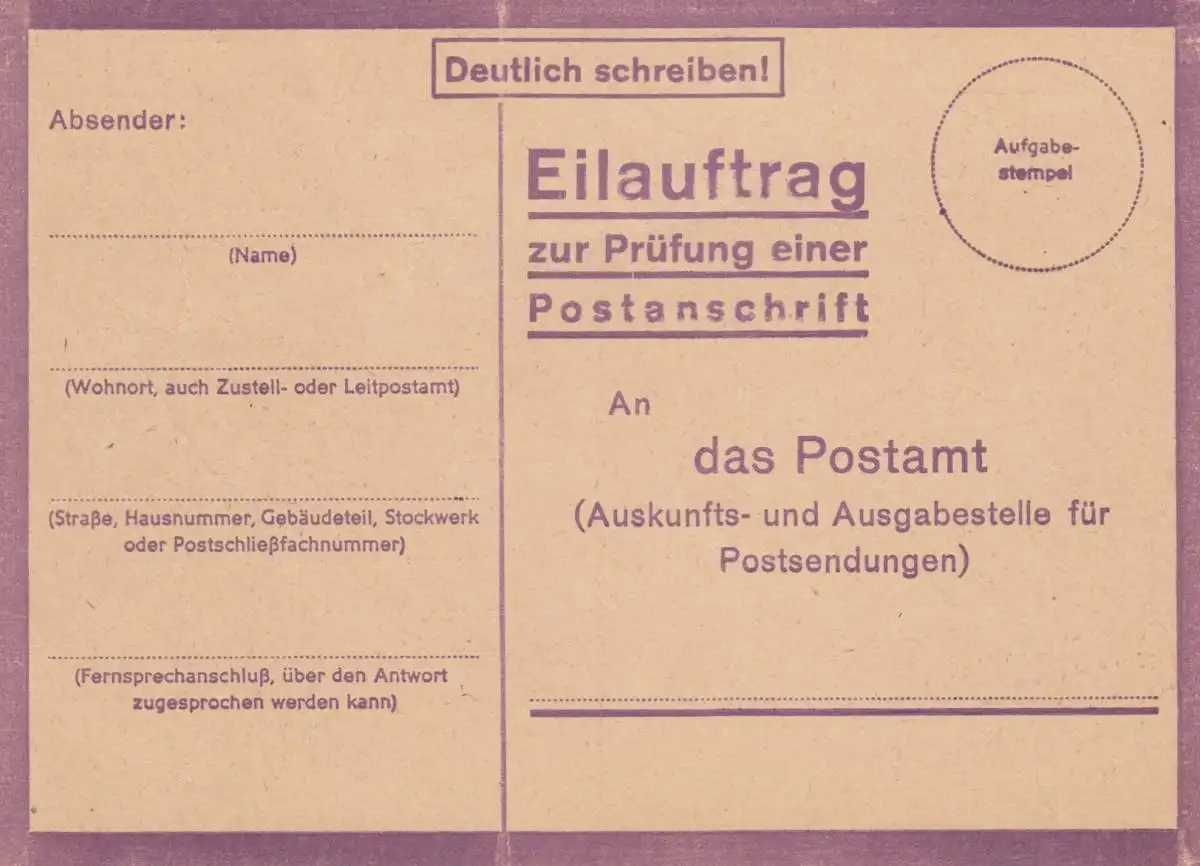 Deutlich schreiben!
Absender:
(Name)
(Wohnort, auch Zustell- oder Leitpostamt)
(Straße, Hausnummer, Gebäudeteil, Stockwerk
oder Postschließfachnummer)
(Fernsprechanschluß, über den Antwort
zugesprochen werden kann)
Eilauftrag
zur Prüfung einer
Postanschrift
Aufgabe-
stempel
An
das Postamt
(Auskunfts- und Ausgabestelle für
Postsendungen)